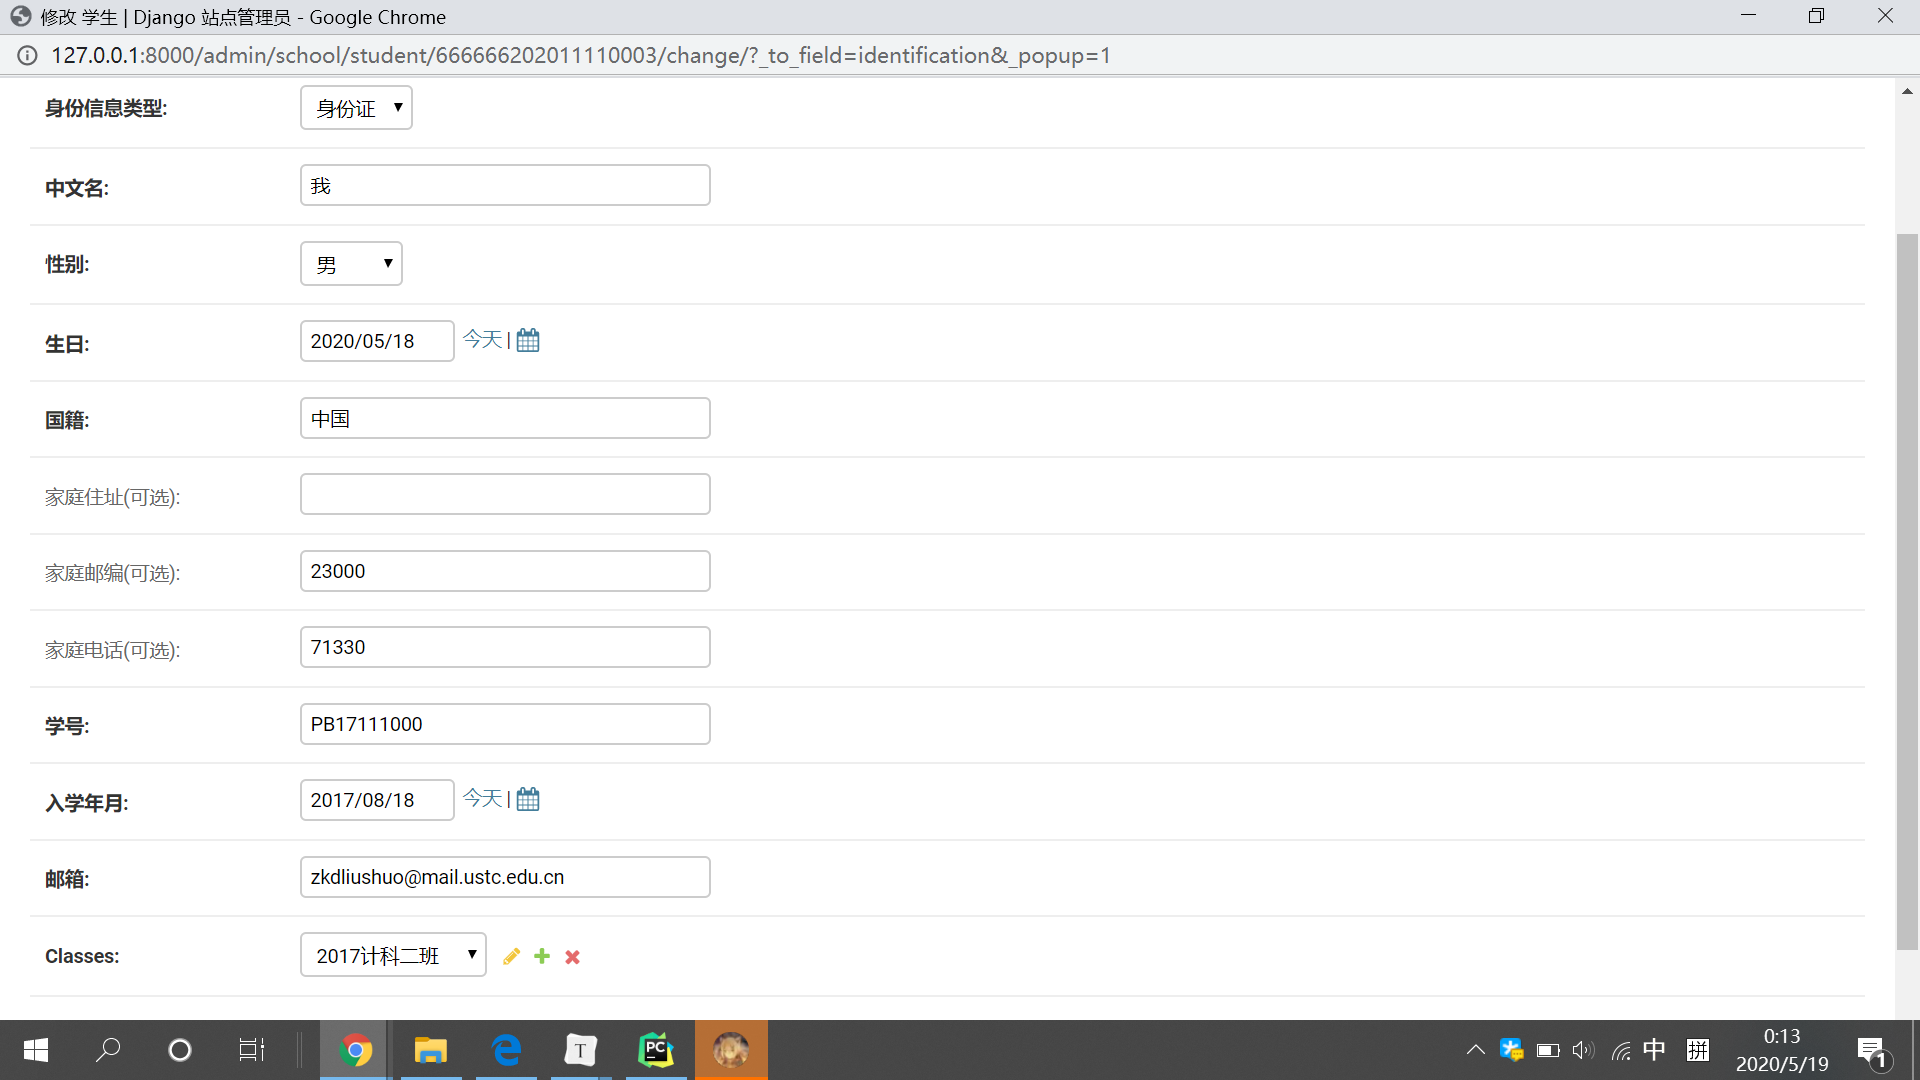 修改 学生 | Django 站点管理员 - Google Chrome
127.0.0.1:8000/admin/school/student/666666202011110003/change/?_to_field=identification&_popup=1
身份信息类型: 身份证
中文名: 我
性别: 男
生日: 2020/05/18 今天 |
国籍: 中国
家庭住址(可选):
家庭邮编(可选): 23000
家庭电话(可选): 71330
学号: PB17111000
入学年月: 2017/08/18 今天 |
邮箱: zkdliushuo@mail.ustc.edu.cn
Classes: 2017计科二班
T PC 中 拼 0:13 1
2020/5/19